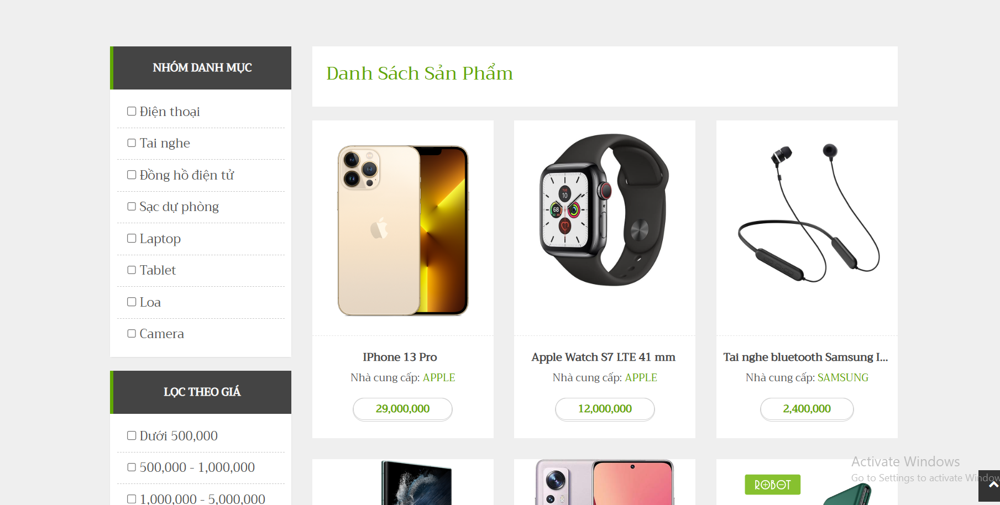 NHÓM DANH MỤC
Điện thoại
Tai nghe
Đồng hồ điện tử
Sạc dự phòng
Laptop
Tablet
Loa
Camera
LỌC THEO GIÁ
Dưới 500,000
500,000 - 1,000,000
1,000,000 - 5,000,000
Danh Sách Sản Phẩm
TUE
10
68
IPhone 13 Pro
Nhà cung cấp: APPLE
29,000,000
Apple Watch S7 LTE 41 mm
Nhà cung cấp: APPLE
12,000,000
Tai nghe bluetooth Samsung I...
Nhà cung cấp: SAMSUNG
2,400,000
ROBOT
Activate Windows
Go to Settings to activate Window